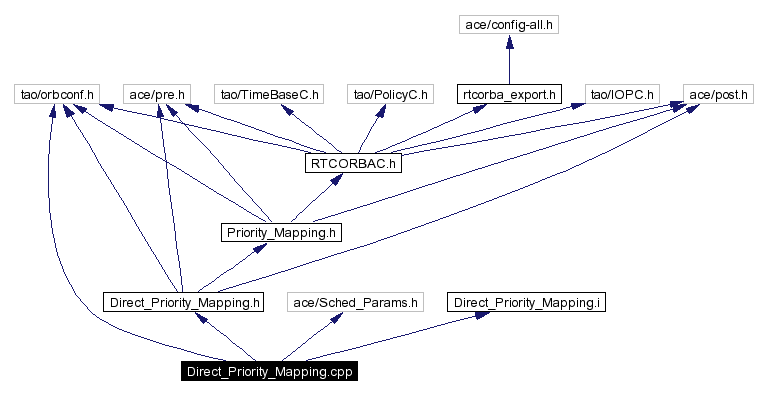 ace/config-all.h
tao/orbconf.h
ace/pre.h
tao/TimeBaseC.h
tao/PolicyC.h
rtcorba_export.h
tao/IOPC.h
ace/post.h
RTCORBAC.h
Priority_Mapping.h
Direct_Priority_Mapping.h
ace/Sched_Params.h
Direct_Priority_Mapping.i
Direct_Priority_Mapping.cpp